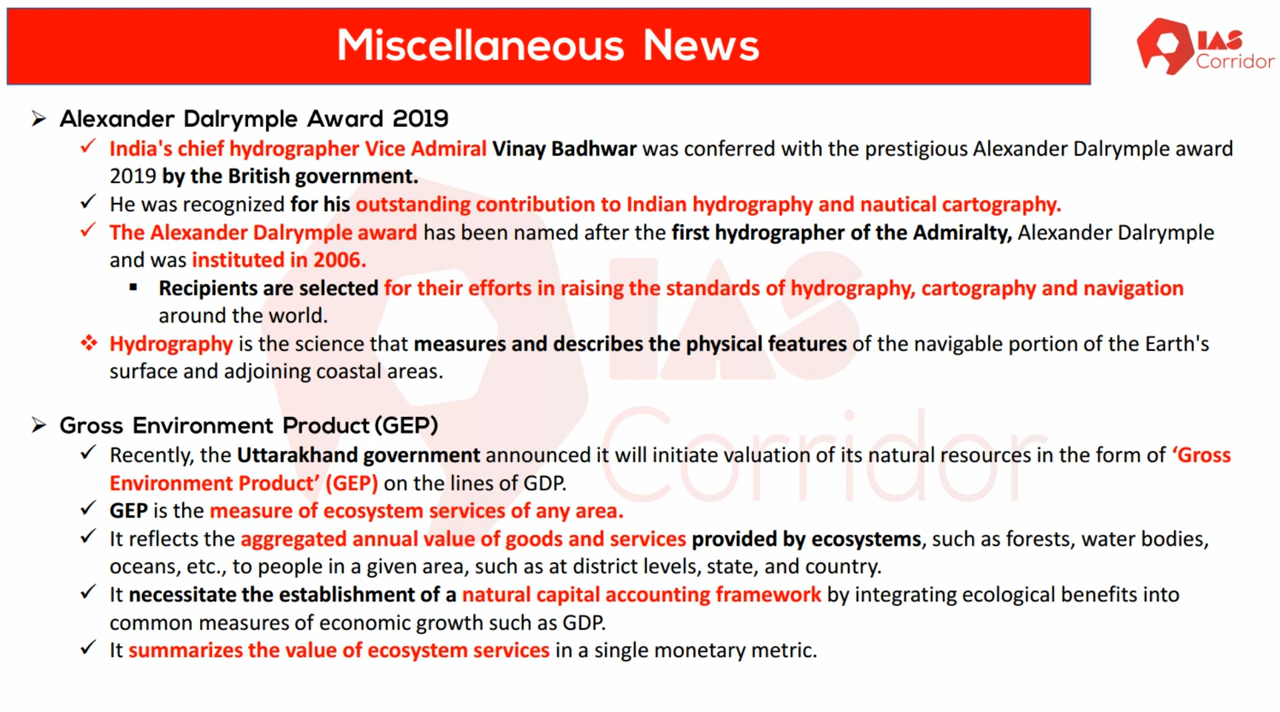 Miscellaneous News
IAS
Corridor
Alexander Dalrymple Award 2019
India's chief hydrographer Vice Admiral Vinay Badhwar was conferred with the prestigious Alexander Dalrymple award
2019 by the British government.
He was recognized for his outstanding contribution to Indian hydrography and nautical cartography.
The Alexander Dalrymple award has been named after the first hydrographer of the Admiralty, Alexander Dalrymple
and was instituted in 2006.
Recipients are selected for their efforts in raising the standards of hydrography, cartography and navigation
around the world.
Hydrography is the science that measures and describes the physical features of the navigable portion of the Earth's
surface and adjoining coastal areas.
Gross Environment Product (GEP)
Recently, the Uttarakhand government announced it will initiate valuation of its natural resources in the form of ‘Gross
Environment Product’ (GEP) on the lines of GDP.
GEP is the measure of ecosystem services of any area.
It reflects the aggregated annual value of goods and services provided by ecosystems, such as forests, water bodies,
oceans, etc., to people in a given area, such as at district levels, state, and country.
It necessitate the establishment of a natural capital accounting framework by integrating ecological benefits into
common measures of economic growth such as GDP.
It summarizes the value of ecosystem services in a single monetary metric.
IAS
Corridor